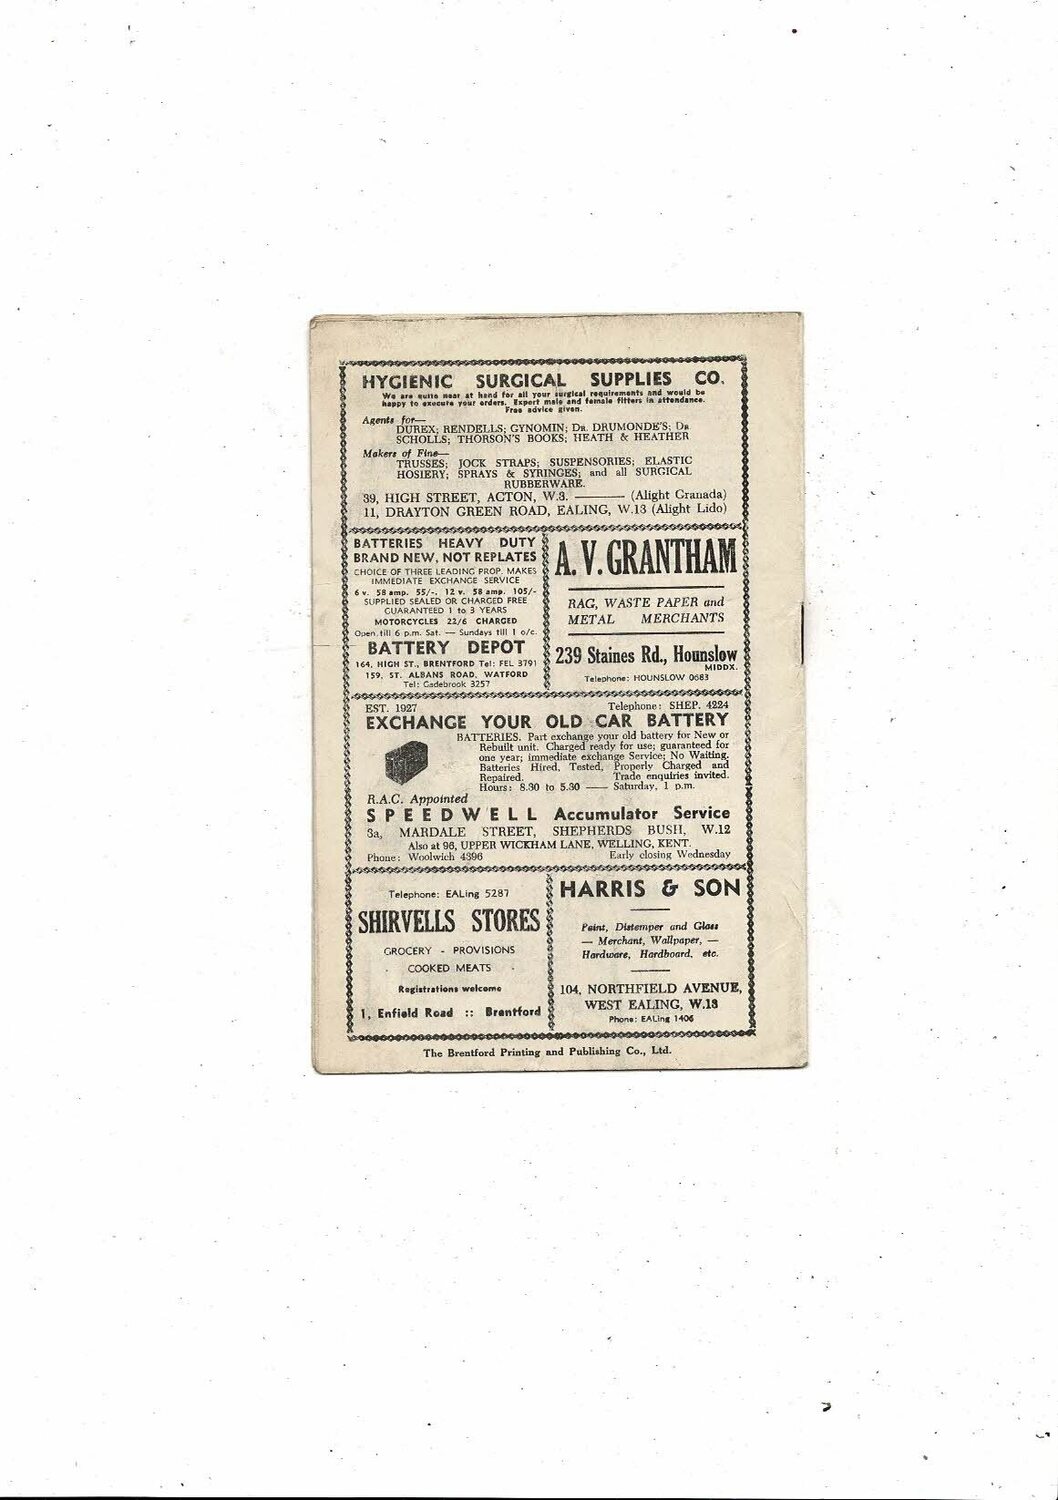 HYGIENIC SURGICAL SUPPLIES CO.
We are quite near at hand for all your surgical requirements and would be
happy to execute your orders. Expert male and female fitters in attendance.
Free advice given.
Agents for—
DUREX; RENDELLS; GYNOMIN; Dr. DRUMONDE'S; Dr
SCHOLLS; THORSON'S BOOKS; HEATH & HEATHER
Makers of Fine—
TRUSSES; JOCK STRAPS; SUSPENSORIES; ELASTIC
HOSIERY; SPRAYS & SYRINGES; and all SURGICAL
RUBBERWARE.
39, HIGH STREET, ACTON, W.3. ——— (Alight Granada)
11, DRAYTON GREEN ROAD, EALING, W.13 (Alight Lido)
BATTERIES HEAVY DUTY
BRAND NEW, NOT REPLATES
CHOICE OF THREE LEADING PROP. MAKES
IMMEDIATE EXCHANGE SERVICE
6 v. 58 amp. 55/-. 12 v. 58 amp. 105/-
SUPPLIED SEALED OR CHARGED FREE
GUARANTEED 1 to 3 YEARS
MOTORCYCLES 22/6 CHARGED
Open till 6 p.m. Sat. — Sundays till 1 o/c.
BATTERY DEPOT
164, HIGH ST., BRENTFORD Tel: FEL 3791
159, ST. ALBANS ROAD, WATFORD
Tel: Gadebrook 3257
A. V. GRANTHAM
RAG, WASTE PAPER and
METAL MERCHANTS
239 Staines Rd., Hounslow
MIDDX.
Telephone: HOUNSLOW 0683
EST. 1927 Telephone: SHEP. 4224
EXCHANGE YOUR OLD CAR BATTERY
BATTERIES. Part exchange your old battery for New or
Rebuilt unit. Charged ready for use; guaranteed for
one year; immediate exchange Service; No Waiting.
Batteries Hired, Tested, Properly Charged and
Repaired. Trade enquiries invited.
Hours: 8.30 to 5.30 —— Saturday, 1 p.m.
R.A.C. Appointed
SPEEDWELL Accumulator Service
3a, MARDALE STREET, SHEPHERDS BUSH, W.12
Also at 96, UPPER WICKHAM LANE, WELLING, KENT.
Phone: Woolwich 4396 Early closing Wednesday
Telephone: EALing 5287
SHIRVELLS STORES
GROCERY - PROVISIONS
COOKED MEATS
Registrations welcome
1, Enfield Road :: Brentford
HARRIS & SON
Paint, Distemper and Glass
— Merchant, Wallpaper, —
Hardware, Hardboard, etc.
104, NORTHFIELD AVENUE,
WEST EALING, W.13
Phone: EALing 1406
The Brentford Printing and Publishing Co., Ltd.